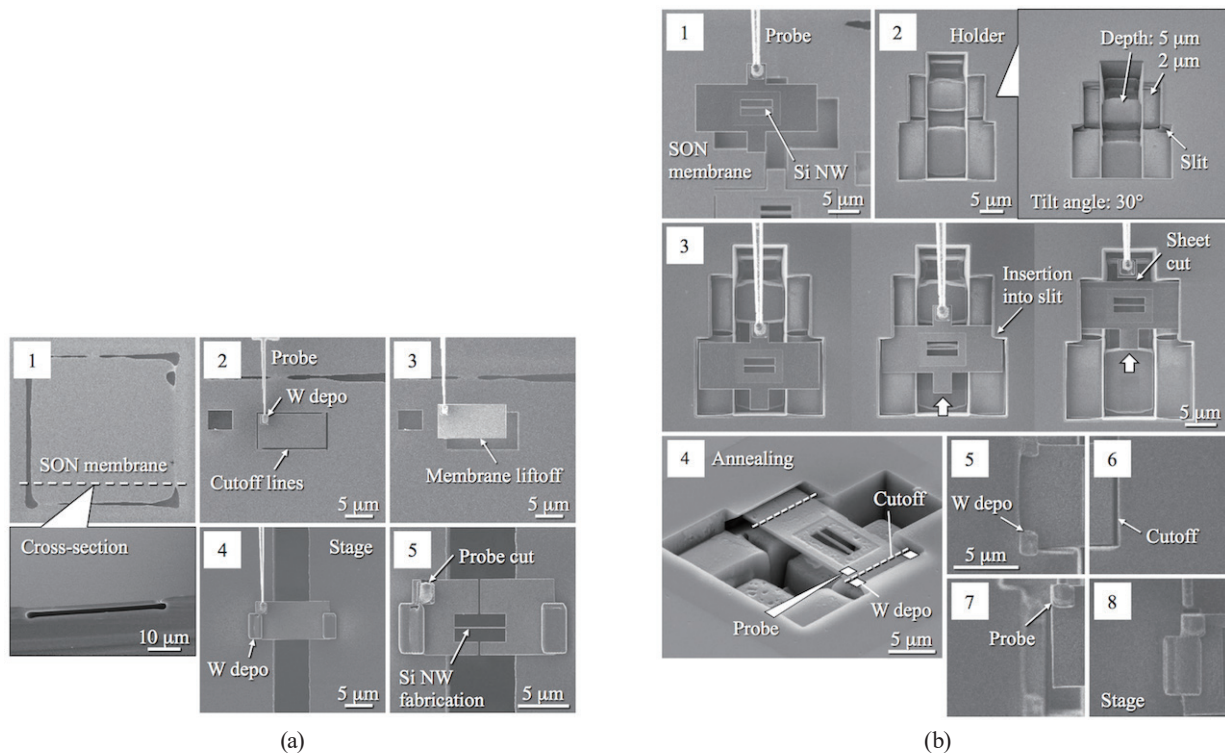 1
SON membrane
Cross-section
10 μm
2
Probe
W depo
Cutoff lines
5 μm
3
Membrane liftoff
5 μm
4
Stage
W depo
5 μm
5
Probe cut
Si NW
fabrication
5 μm
(a)
1
Probe
SON
membrane
Si NW
5 μm
2
Holder
5 μm
Depth: 5 μm
2 μm
Slit
Tilt angle: 30°
3
Insertion
into slit
Sheet
cut
5 μm
4
Annealing
Cutoff
Probe
W depo
5 μm
5
W depo
5 μm
6
Cutoff
7
Probe
8
Stage
(b)